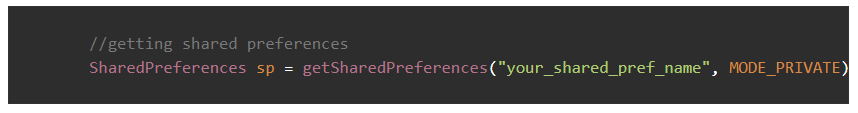 //getting shared preferences
SharedPreferences sp = getSharedPreferences("your_shared_pref_name", MODE_PRIVATE)